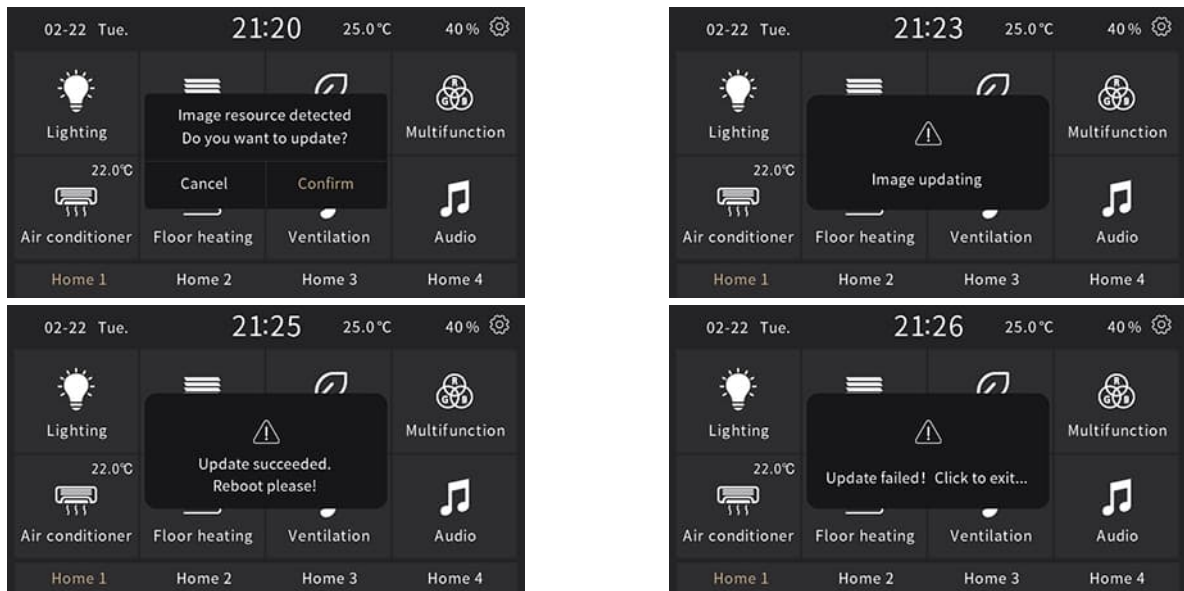 02-22 Tue. 21:20 25.0℃ 40% 
Image resource detected
Do you want to update?
Lighting Multifunction
R
G B
22.0℃
Cancel Confirm
Air conditioner Floor heating Ventilation Audio
Home 1 Home 2 Home 3 Home 4
02-22 Tue. 21:23 25.0℃ 40%
R
G B
Lighting Multifunction
22.0℃
Image updating
Air conditioner Floor heating Ventilation Audio
Home 1 Home 2 Home 3 Home 4
02-22 Tue. 21:25 25.0℃ 40%
R
G B
Lighting Multifunction
22.0℃
Update succeeded.
Reboot please!
Air conditioner Floor heating Ventilation Audio
Home 1 Home 2 Home 3 Home 4
02-22 Tue. 21:26 25.0℃ 40%
R
G B
Lighting Multifunction
22.0℃
Update failed! Click to exit...
Air conditioner Floor heating Ventilation Audio
Home 1 Home 2 Home 3 Home 4